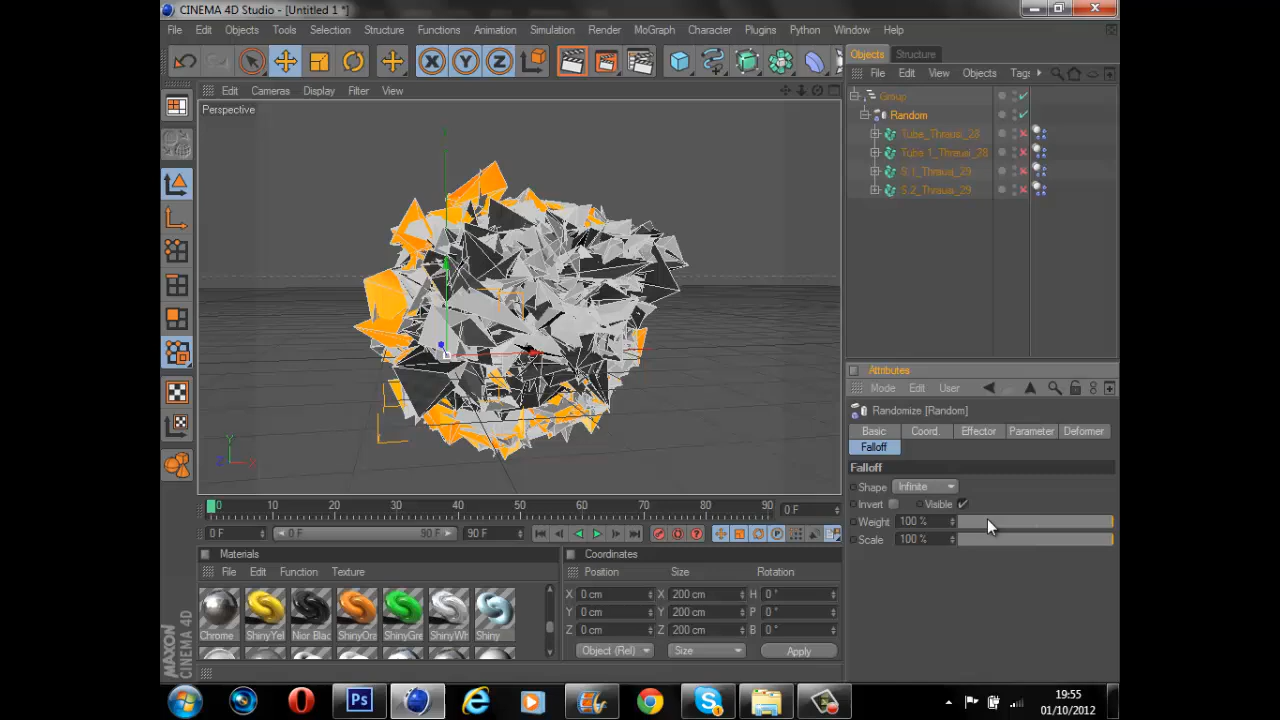 CINEMA 4D Studio - [Untitled 1 *]
File Edit Objects Tools Selection Structure Functions Animation Simulation Render MoGraph Character Plugins Python Window Help
Edit Cameras Display Filter View
Perspective
Objects Structure
File Edit View Objects Tags
Group
Random
Tube_Thrausi_28
Tube 1_Thrausi_28
S 1_Thrausi_29
S 2_Thrausi_29
Attributes
Mode Edit User
Randomize [Random]
Basic Coord. Effector Parameter Deformer
Falloff
Falloff
Shape Infinite
Invert Visible
Weight 100 %
Scale 100 %
X Y Z
Y
Z X
0 10 20 30 40 50 60 70 80 90 0 F
0 F 0 F 90 F 90 F
Materials
File Edit Function Texture
Chrome ShinyYel Nior Blac ShinyOra ShinyGre ShinyWh Shiny
Coordinates
Position Size Rotation
X 0 cm X 200 cm H 0 °
Y 0 cm Y 200 cm P 0 °
Z 0 cm Z 200 cm B 0 °
Object (Rel) Size Apply
MAXON
CINEMA 4D
Ps
19:55
01/10/2012